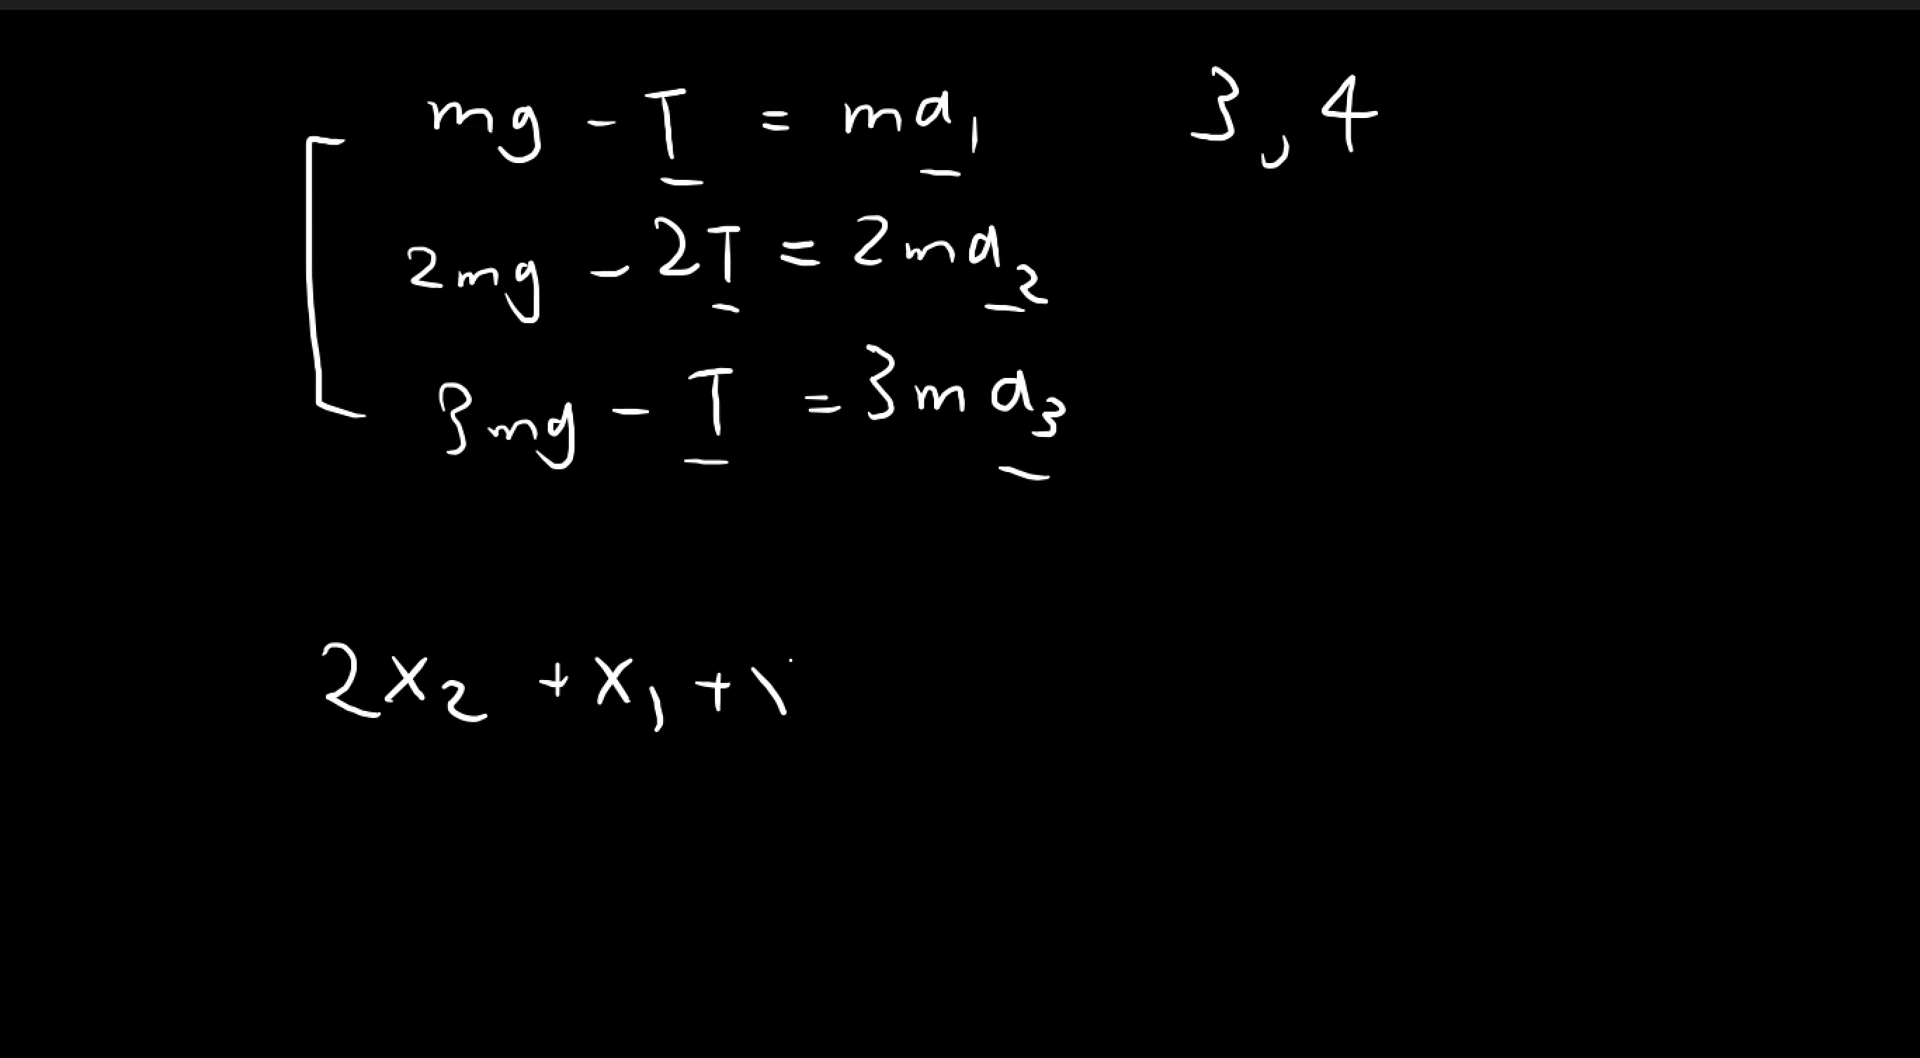 mg - T = ma₁ 3, 4
2mg - 2T = 2ma₂
3mg - T = 3ma₃
2x₂ + x₁ +